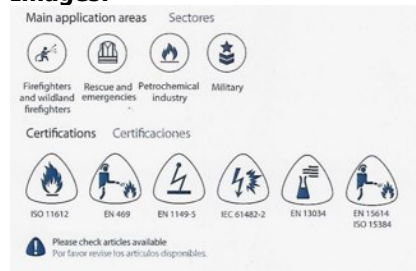 Images:
Main application areas Sectores
Firefighters and wildland firefighters
Rescue and emergencies
Petrochemical industry
Military
Certifications Certificaciones
ISO 11612
EN 469
EN 1149-5
IEC 61482-2
EN 13034
EN 15614
ISO 15384
Please check articles available
Por favor revise los articulos disponibles.